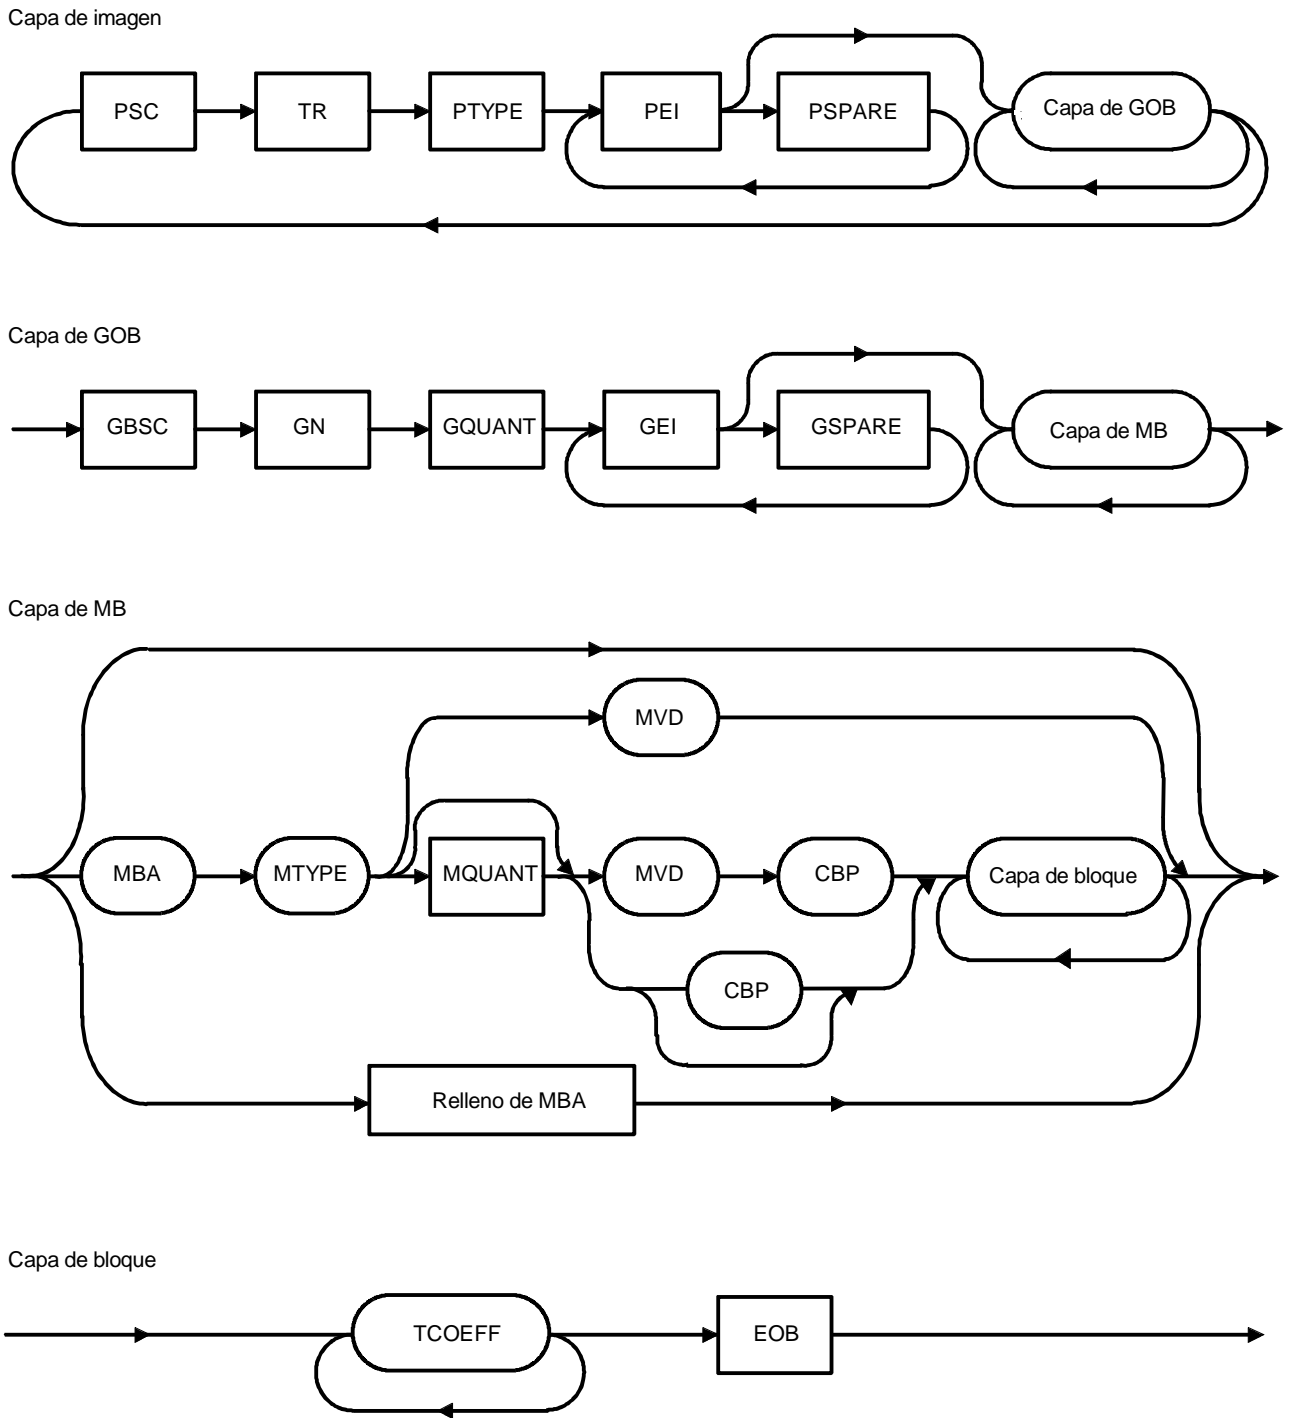 Capa de imagen
PSC
TR
PTYPE
PEI
PSPARE
Capa de GOB
Capa de GOB
GBSC
GN
GQUANT
GEI
GSPARE
Capa de MB
Capa de MB
MVD
MBA
MTYPE
MQUANT
MVD
CBP
Capa de bloque
CBP
Relleno de MBA
Capa de bloque
TCOEFF
EOB